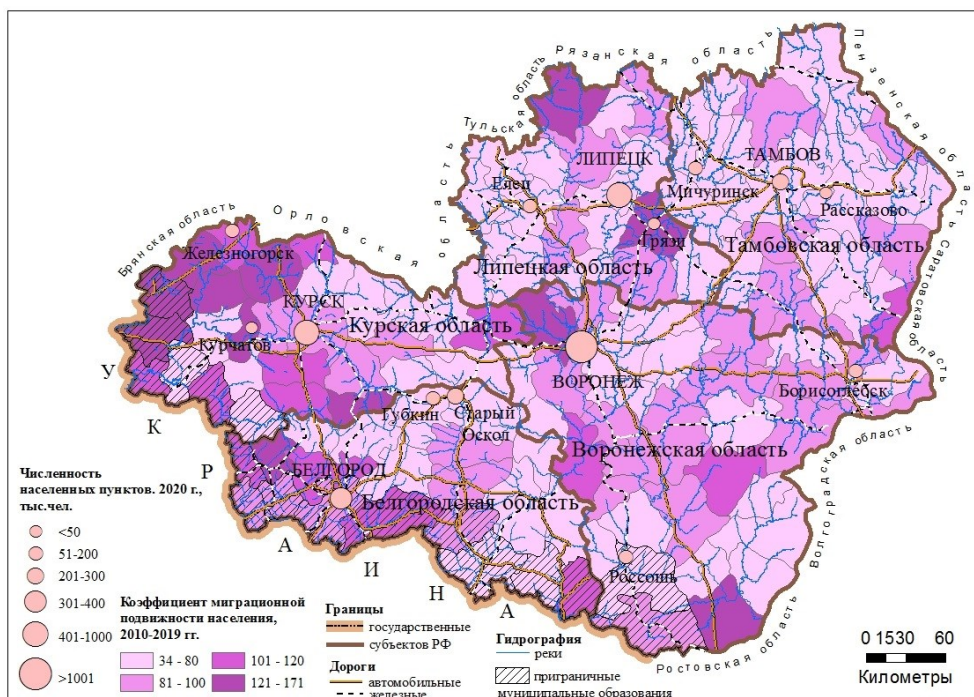 Рязанская область
Пензенская область
Тульская область
ЛИПЕЦК
ТАМБОВ
Елец
Мичуринск
Рассказово
Грязи
Брянская область
Орловская область
Железногорск
Липецкая область
Тамбовская область
Саратовская область
КУРСК
Курская область
Курчатов
ВОРОНЕЖ
Борисоглебск
Губкин
Старый
Оскол
Воронежская область
Волгоградская область
БЕЛГОРОД
Белгородская область
Россошь
Ростовская область
У К Р А И Н А
Численность
населенных пунктов. 2020 г.,
тыс.чел.
<50
51-200
201-300
301-400
401-1000
>1001
Коэффициент миграционной
подвижности населения,
2010-2019 гг.
34 - 80
81 - 100
101 - 120
121 - 171
Границы
государственные
субъектов РФ
Дороги
автомобильные
железные
Гидрография
реки
приграничные
муниципальные образования
0 1530 60
Километры